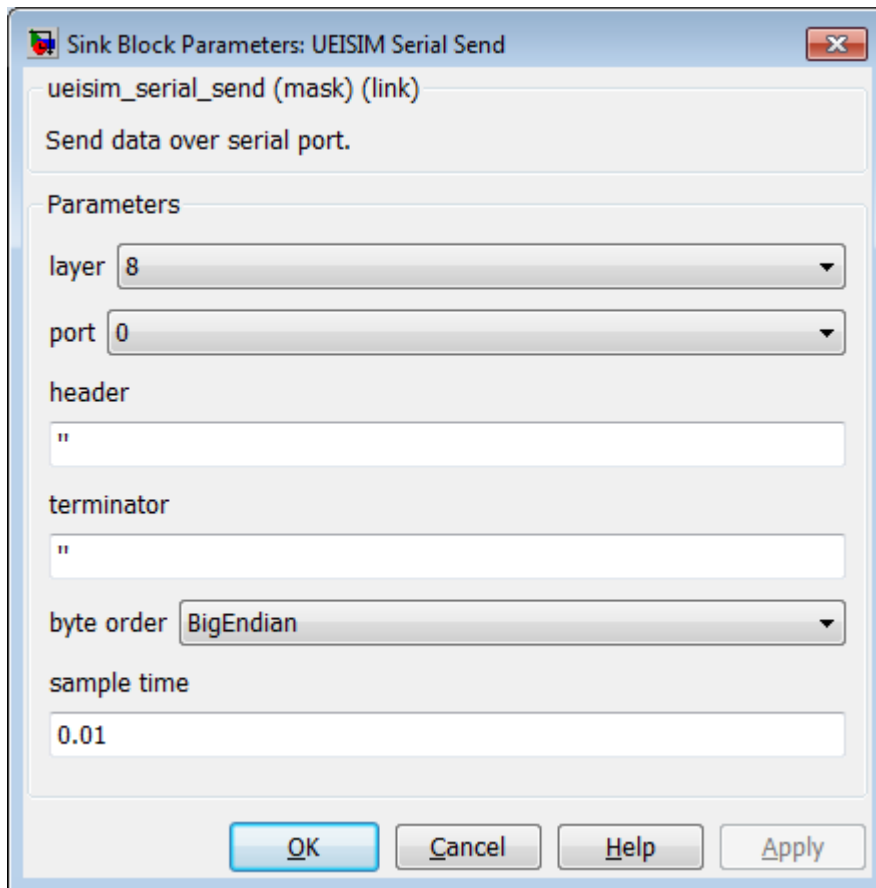 Sink Block Parameters: UEISIM Serial Send
ueisim_serial_send (mask) (link)
Send data over serial port.
Parameters
layer 8
port 0
header
''
terminator
''
byte order BigEndian
sample time
0.01
OK Cancel Help Apply